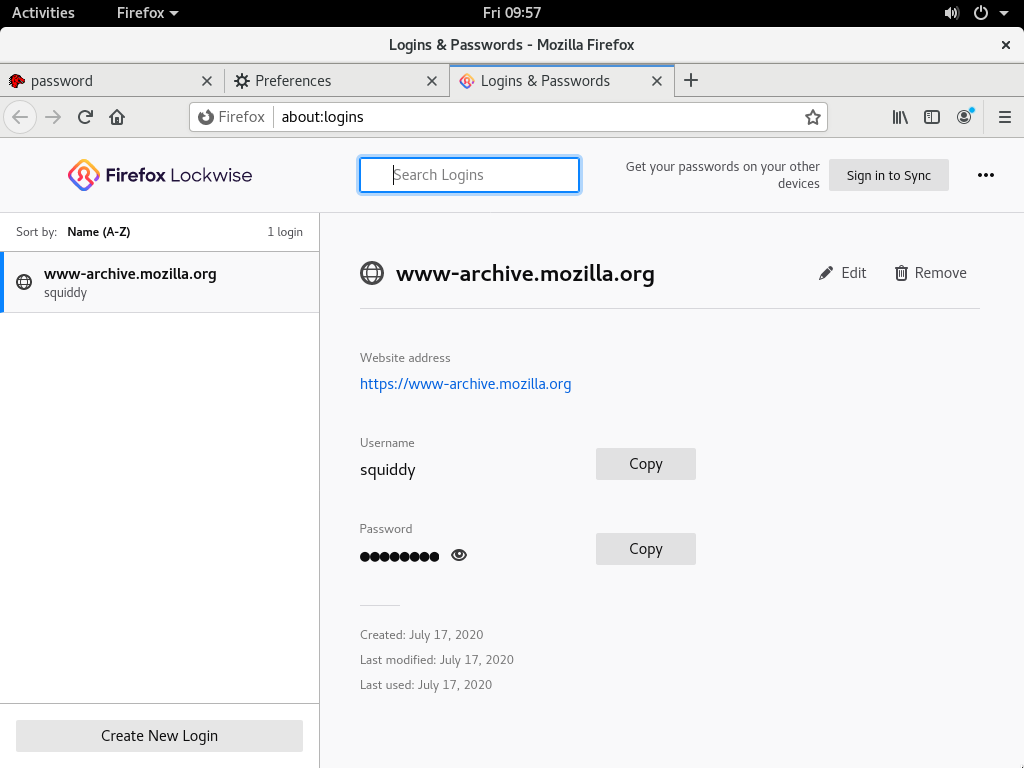 Activities Firefox Fri 09:57
Logins & Passwords - Mozilla Firefox
password Preferences Logins & Passwords
Firefox about:logins
Firefox Lockwise Search Logins Get your passwords on your other devices Sign in to Sync
Sort by: Name (A-Z) 1 login
www-archive.mozilla.org
squiddy
Create New Login
www-archive.mozilla.org Edit Remove
Website address
https://www-archive.mozilla.org
Username
squiddy Copy
Password
●●●●●●●● Copy
Created: July 17, 2020
Last modified: July 17, 2020
Last used: July 17, 2020